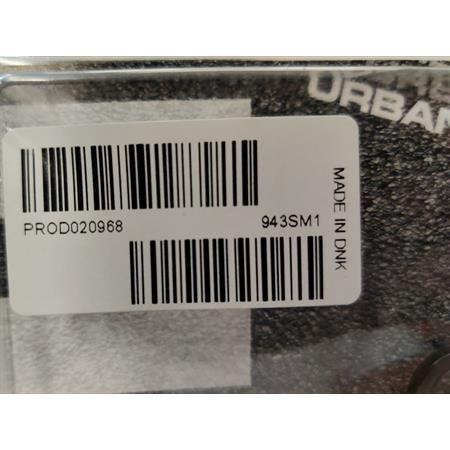 URBAN
PROD020968
943SM1
MADE IN DNK